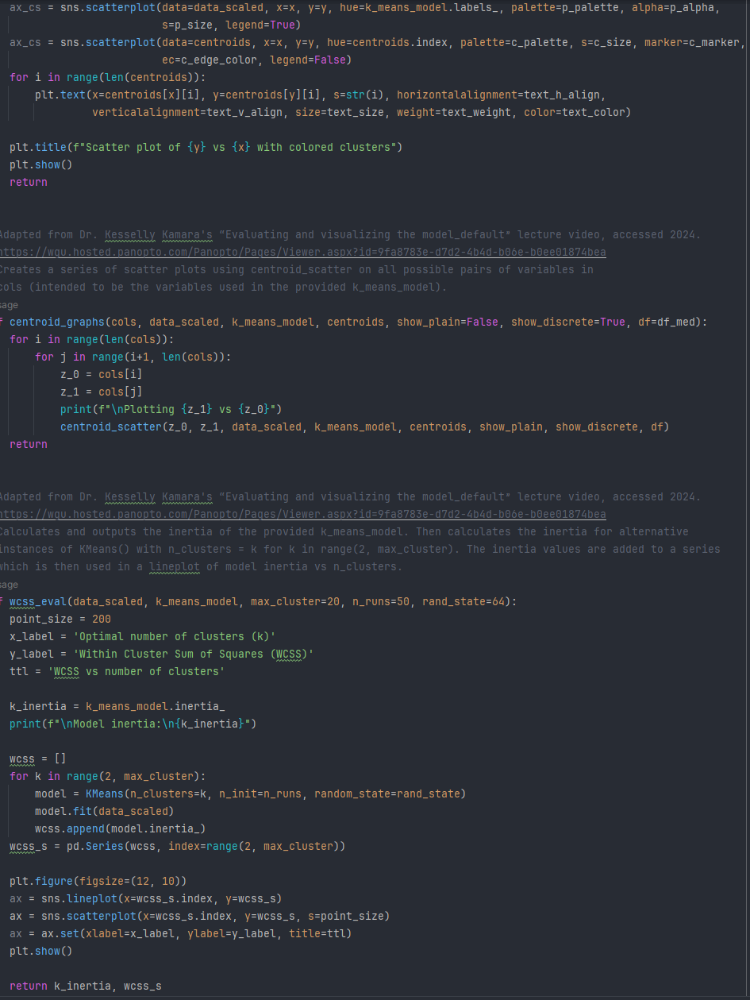 ax_cs = sns.scatterplot(data=data_scaled, x=x, y=y, hue=k_means_model.labels_, palette=p_palette, alpha=p_alpha,
s=p_size, legend=True)
ax_cs = sns.scatterplot(data=centroids, x=x, y=y, hue=centroids.index, palette=c_palette, s=c_size, marker=c_marker,
ec=c_edge_color, legend=False)
for i in range(len(centroids)):
plt.text(x=centroids[x][i], y=centroids[y][i], s=str(i), horizontalalignment=text_h_align,
verticalalignment=text_v_align, size=text_size, weight=text_weight, color=text_color)
plt.title(f"Scatter plot of {y} vs {x} with colored clusters")
plt.show()
return
Adapted from Dr. Kesselly Kamara's "Evaluating and visualizing the model_default" lecture video, accessed 2024.
https://wgu.hosted.panopto.com/Panopto/Pages/Viewer.aspx?id=9fa8783e-d7d2-4b4d-b06e-b0ee01874bea
Creates a series of scatter plots using centroid_scatter on all possible pairs of variables in
cols (intended to be the variables used in the provided k_means_model).
sage
f centroid_graphs(cols, data_scaled, k_means_model, centroids, show_plain=False, show_discrete=True, df=df_med):
for i in range(len(cols)):
for j in range(i+1, len(cols)):
z_0 = cols[i]
z_1 = cols[j]
print(f"\nPlotting {z_1} vs {z_0}")
centroid_scatter(z_0, z_1, data_scaled, k_means_model, centroids, show_plain, show_discrete, df)
return
Adapted from Dr. Kesselly Kamara's "Evaluating and visualizing the model_default" lecture video, accessed 2024.
https://wgu.hosted.panopto.com/Panopto/Pages/Viewer.aspx?id=9fa8783e-d7d2-4b4d-b06e-b0ee01874bea
Calculates and outputs the inertia of the provided k_means_model. Then calculates the inertia for alternative
instances of KMeans() with n_clusters = k for k in range(2, max_cluster). The inertia values are added to a series
which is then used in a lineplot of model inertia vs n_clusters.
sage
f wcss_eval(data_scaled, k_means_model, max_cluster=20, n_runs=50, rand_state=64):
point_size = 200
x_label = 'Optimal number of clusters (k)'
y_label = 'Within Cluster Sum of Squares (WCSS)'
ttl = 'WCSS vs number of clusters'
k_inertia = k_means_model.inertia_
print(f"\nModel inertia:\n{k_inertia}")
wcss = []
for k in range(2, max_cluster):
model = KMeans(n_clusters=k, n_init=n_runs, random_state=rand_state)
model.fit(data_scaled)
wcss.append(model.inertia_)
wcss_s = pd.Series(wcss, index=range(2, max_cluster))
plt.figure(figsize=(12, 10))
ax = sns.lineplot(x=wcss_s.index, y=wcss_s)
ax = sns.scatterplot(x=wcss_s.index, y=wcss_s, s=point_size)
ax = ax.set(xlabel=x_label, ylabel=y_label, title=ttl)
plt.show()
return k_inertia, wcss_s